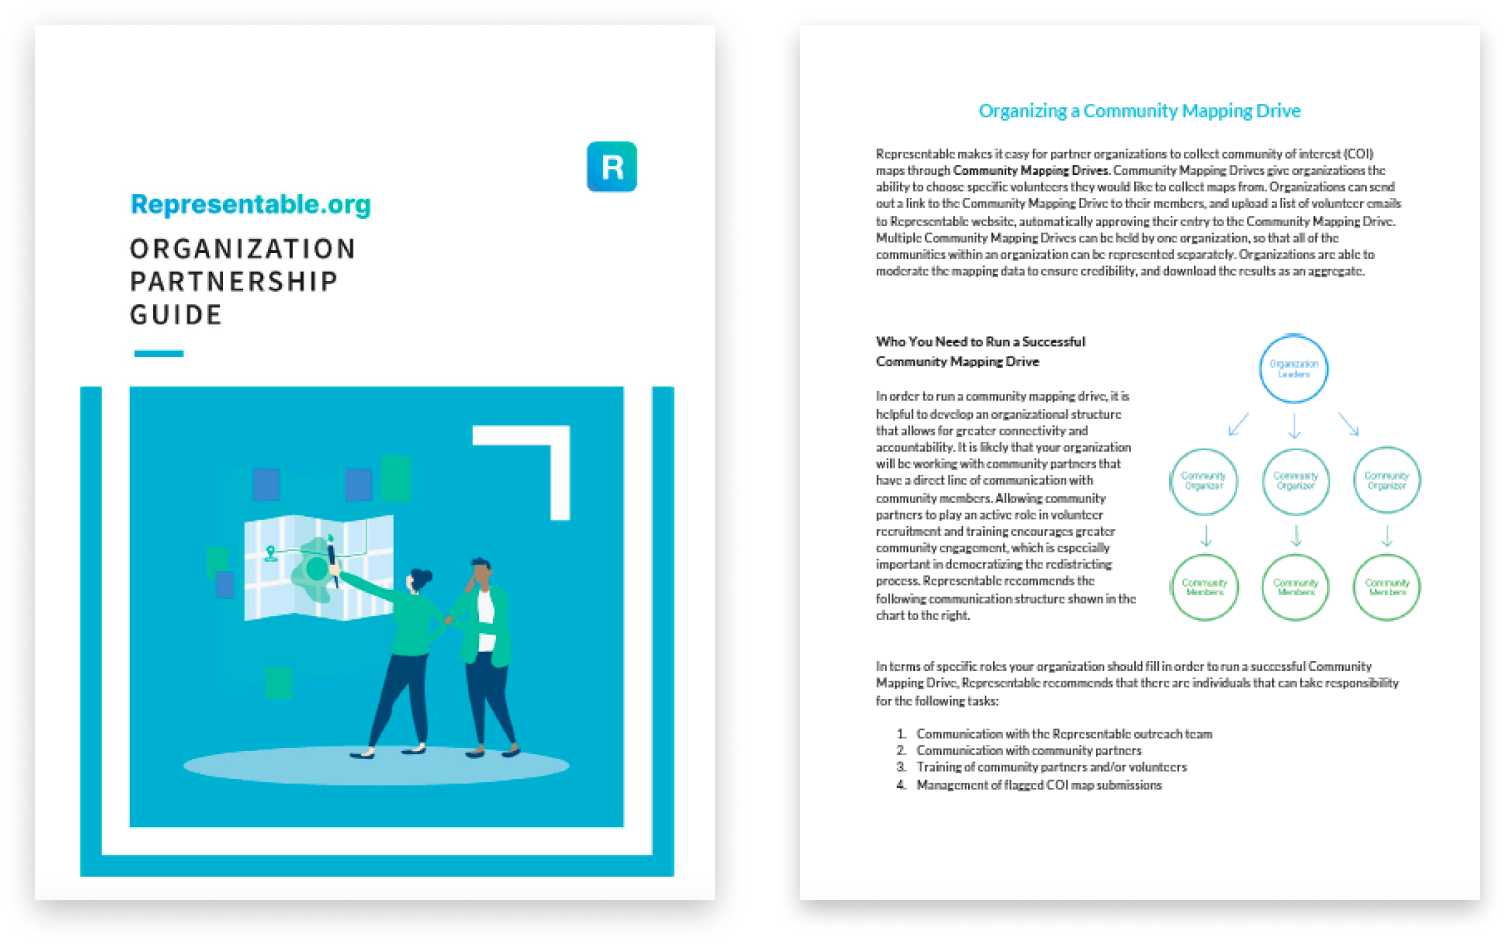 R
Representable.org
ORGANIZATION
PARTNERSHIP
GUIDE
Organizing a Community Mapping Drive
Representable makes it easy for partner organizations to collect community of interest (COI)
maps through Community Mapping Drives. Community Mapping Drives give organizations the
ability to choose specific volunteers they would like to collect maps from. Organizations can send
out a link to the Community Mapping Drive to their members, and upload a list of volunteer emails
to Representable website, automatically approving their entry to the Community Mapping Drive.
Multiple Community Mapping Drives can be held by one organization, so that all of the
communities within an organization can be represented separately. Organizations are able to
moderate the mapping data to ensure credibility, and download the results as an aggregate.
Who You Need to Run a Successful
Community Mapping Drive
In order to run a community mapping drive, it is
helpful to develop an organizational structure
that allows for greater connectivity and
accountability. It is likely that your organization
will be working with community partners that
have a direct line of communication with
community members. Allowing community
partners to play an active role in volunteer
recruitment and training encourages greater
community engagement, which is especially
important in democratizing the redistricting
process. Representable recommends the
following communication structure shown in the
chart to the right.
Organization
Leaders
Community
Organizer
Community
Organizer
Community
Organizer
Community
Members
Community
Members
Community
Members
In terms of specific roles your organization should fill in order to run a successful Community
Mapping Drive, Representable recommends that there are individuals that can take responsibility
for the following tasks:
1. Communication with the Representable outreach team
2. Communication with community partners
3. Training of community partners and/or volunteers
4. Management of flagged COI map submissions